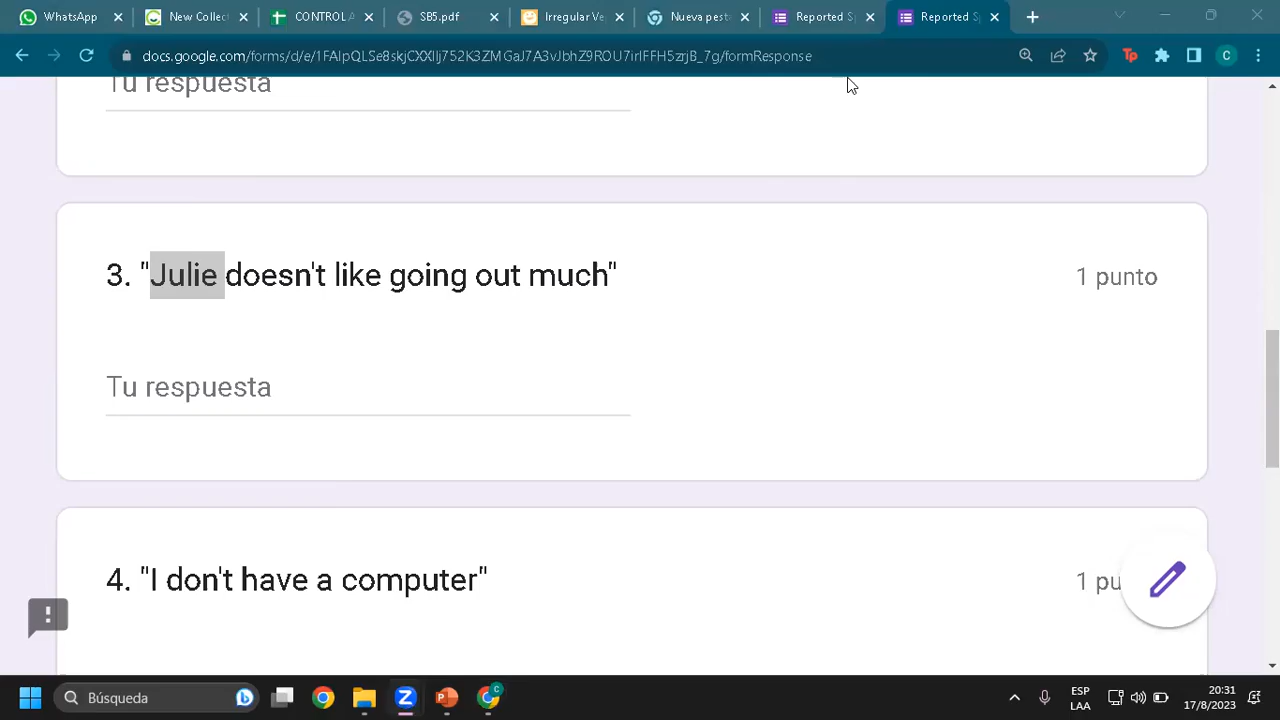 WhatsApp
New Collec
CONTROL A
SB5.pdf
Irregular Ve
Nueva pest
Reported S
Reported S
docs.google.com/forms/d/e/1FAIpQLSe8skjCXXIlj752K3ZMGaJ7A3vJbhZ9ROU7irIFFH5zrjB_7g/formResponse
Tu respuesta
3. "Julie doesn't like going out much"
1 punto
Tu respuesta
4. "I don't have a computer"
1 pu
Búsqueda
ESP
LAA
20:31
17/8/2023